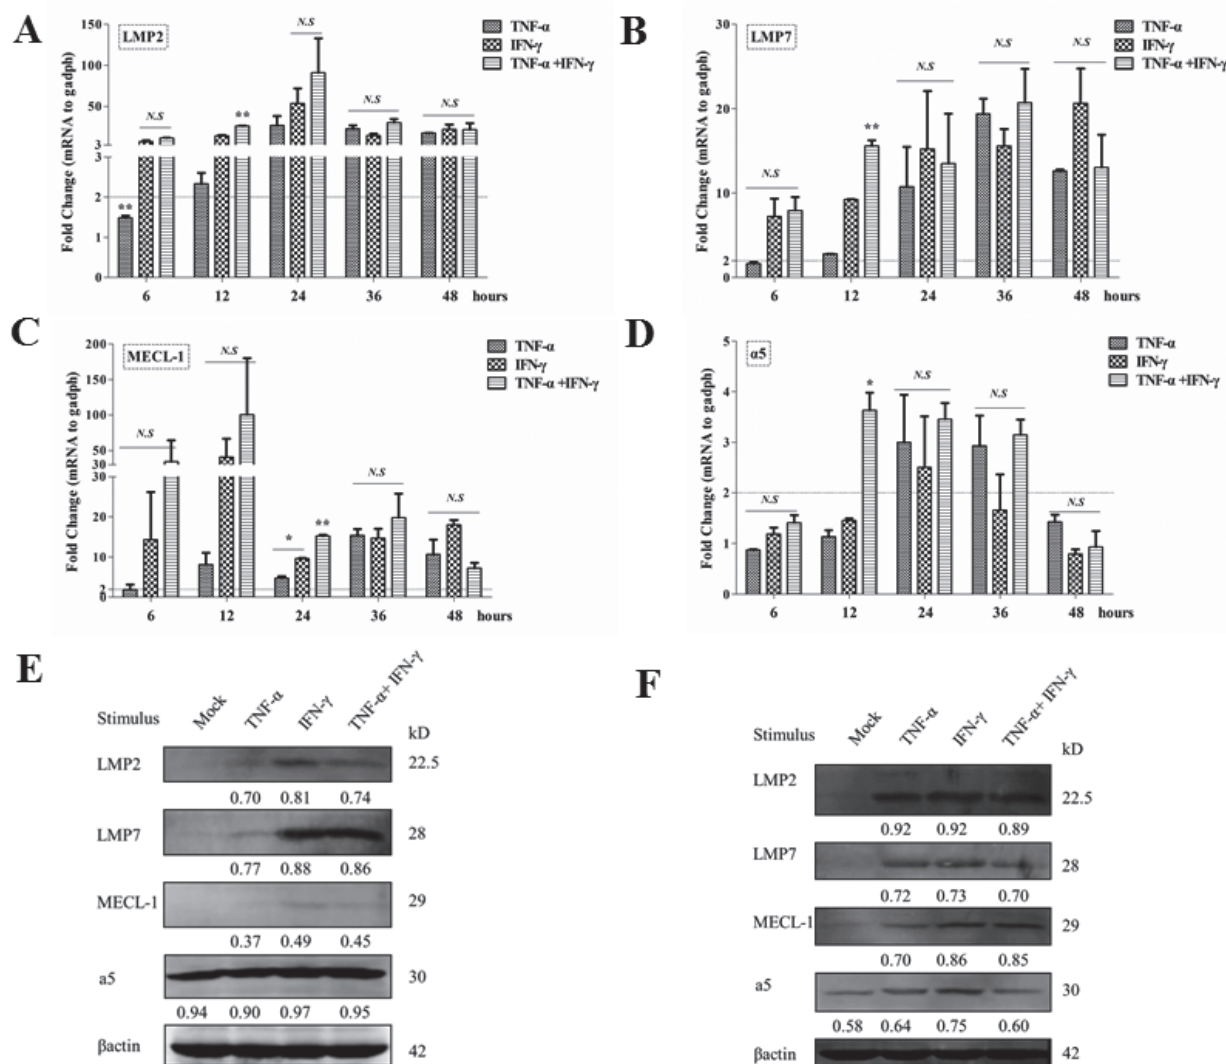 A
LMP2
Fold Change (mRNA to gadph)
150
100
50
3
3
2
1
0
N.S
**
**
N.S
N.S
N.S
6 12 24 36 48 hours
TNF-α
IFN-γ
TNF-α +IFN-γ
B
LMP7
Fold Change (mRNA to gadph)
30
20
10
2
0
N.S
**
N.S
N.S
N.S
6 12 24 36 48 hours
TNF-α
IFN-γ
TNF-α +IFN-γ
C
MECL-1
Fold Change (mRNA to gadph)
200
150
100
50
30
30
20
10
2
0
N.S
N.S
*
**
N.S
N.S
6 12 24 36 48 hours
TNF-α
IFN-γ
TNF-α +IFN-γ
D
α5
Fold Change (mRNA to gadph)
5
4
3
2
1
0
N.S
*
N.S
N.S
N.S
6 12 24 36 48 hours
TNF-α
IFN-γ
TNF-α +IFN-γ
E
Stimulus Mock TNF-α IFN-γ TNF-α+ IFN-γ kD
LMP2 22.5
0.70 0.81 0.74
LMP7 28
0.77 0.88 0.86
MECL-1 29
0.37 0.49 0.45
a5 30
0.94 0.90 0.97 0.95
βactin 42
F
Stimulus Mock TNF-α IFN-γ TNF-α+ IFN-γ kD
LMP2 22.5
0.92 0.92 0.89
LMP7 28
0.72 0.73 0.70
MECL-1 29
0.70 0.86 0.85
a5 30
0.58 0.64 0.75 0.60
βactin 42